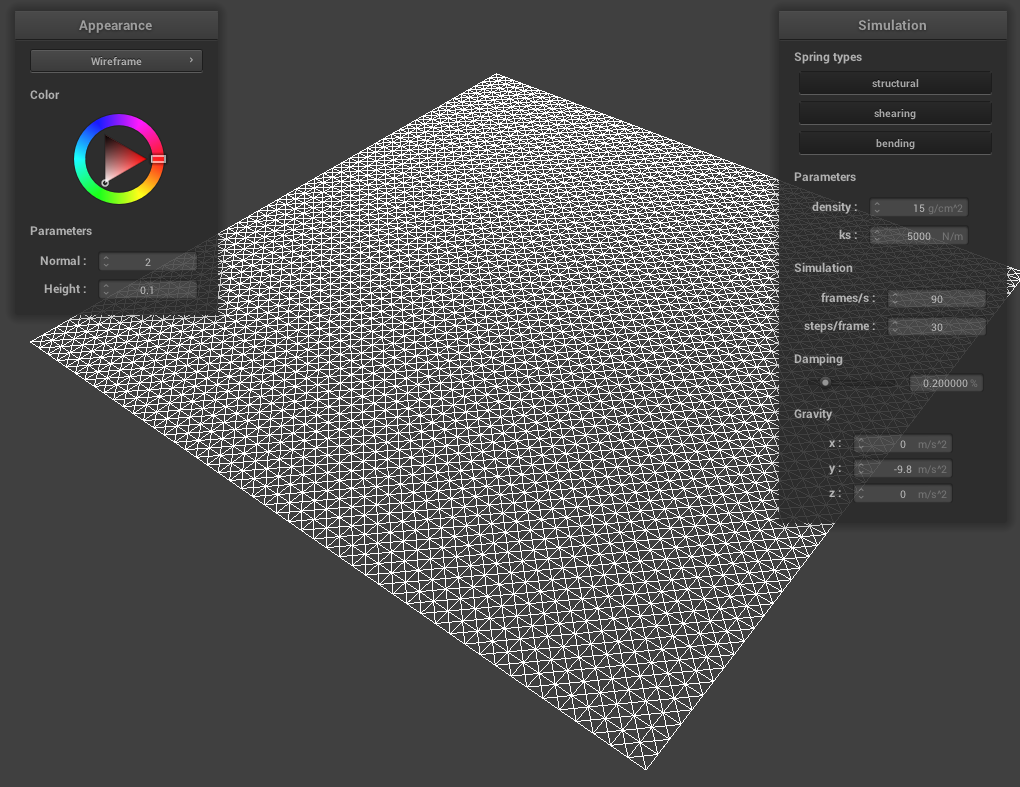 Appearance
Wireframe ›
Color
Parameters
Normal : 2
Height : 0.1
Simulation
Spring types
structural
shearing
bending
Parameters
density : 15 g/cm^2
ks : 5000 N/m
Simulation
frames/s : 90
steps/frame : 30
Damping
0.200000 %
Gravity
x : 0 m/s^2
y : -9.8 m/s^2
z : 0 m/s^2